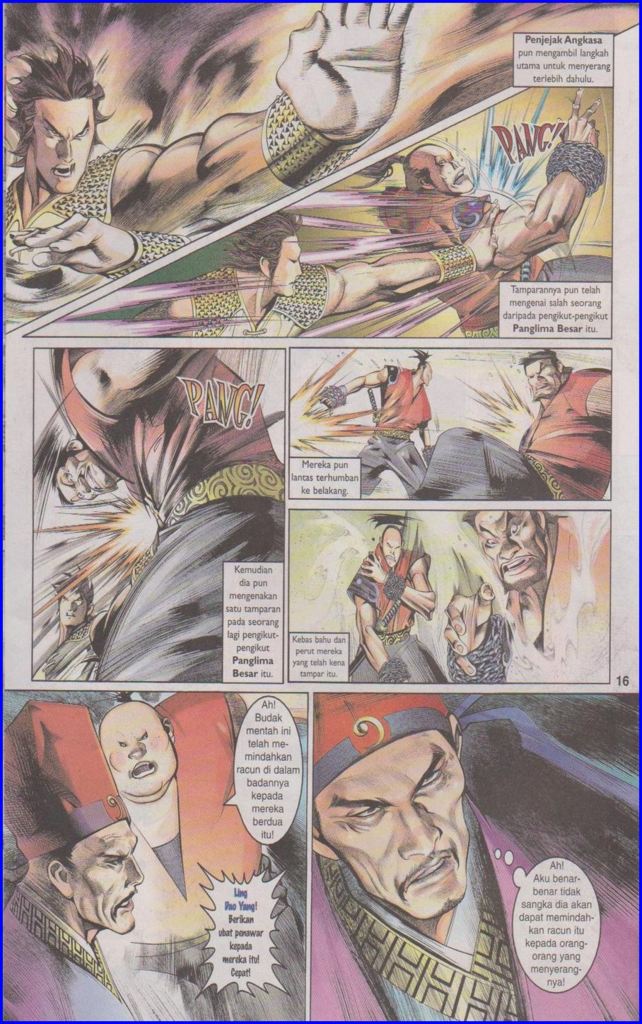 Penjejak Angkasa
pun mengambil langkah
utama untuk menyerang
terlebih dahulu.
PANG!
Tamparannya pun telah
mengenai salah seorang
daripada pengikut-pengikut
Panglima Besar itu.
PANG!
Kemudian
dia pun
mengenakan
satu tamparan
pada seorang
lagi pengikut-
pengikut
Panglima
Besar itu.
Mereka pun
lantas terhumban
ke belakang.
Kebas bahu dan
perut mereka
yang telah kena
tampar itu.
16
Ah!
Budak
mentah ini
telah me-
mindahkan
racun di dalam
badannya
kepada
mereka
berdua
itu!
Ling
Dao Yang!
Berikan
ubat penawar
kepada
mereka itu!
Cepat!
Ah!
Aku benar-
benar tidak
sangka dia akan
dapat memindah-
kan racun itu
kepada orang-
orang yang
menyerang-
nya!